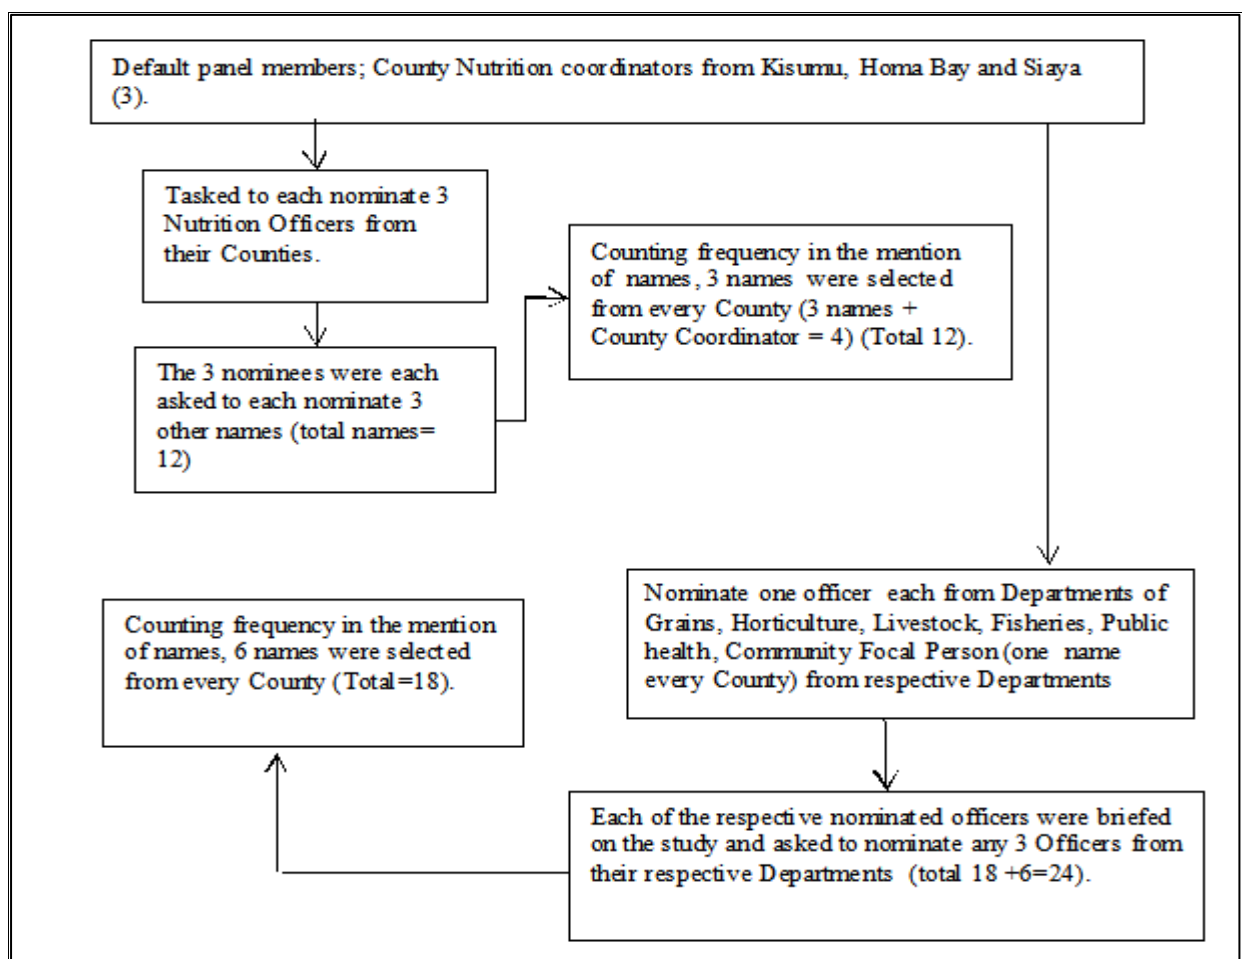 Default panel members; County Nutrition coordinators from Kisumu, Homa Bay and Siaya
(3).
Tasked to each nominate 3
Nutrition Officers from
their Counties.
Counting frequency in the mention
of names, 3 names were selected
from every County (3 names +
County Coordinator = 4) (Total 12).
The 3 nominees were each
asked to each nominate 3
other names (total names=
12)
Nominate one officer each from Departments of
Grains, Horticulture, Livestock, Fisheries, Public
health, Community Focal Person (one name
every County) from respective Departments
Counting frequency in the mention
of names, 6 names were selected
from every County (Total=18).
Each of the respective nominated officers were briefed
on the study and asked to nominate any 3 Officers from
their respective Departments (total 18 +6=24).